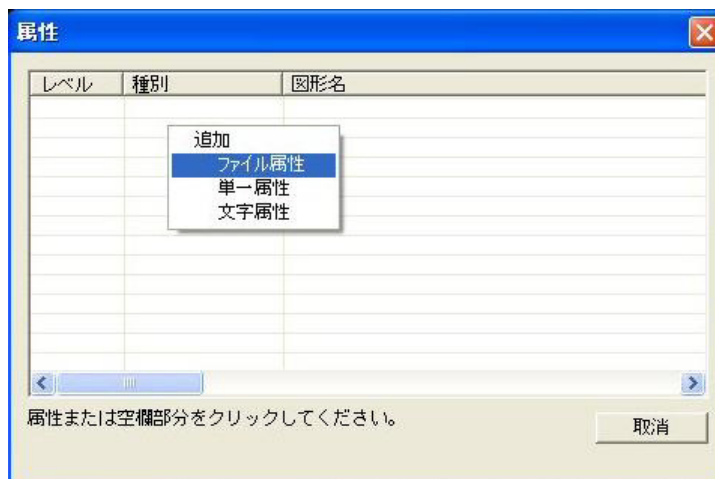 属性
レベル 種別 図形名
追加
ファイル属性
単一属性
文字属性
属性または空欄部分をクリックしてください。
取消